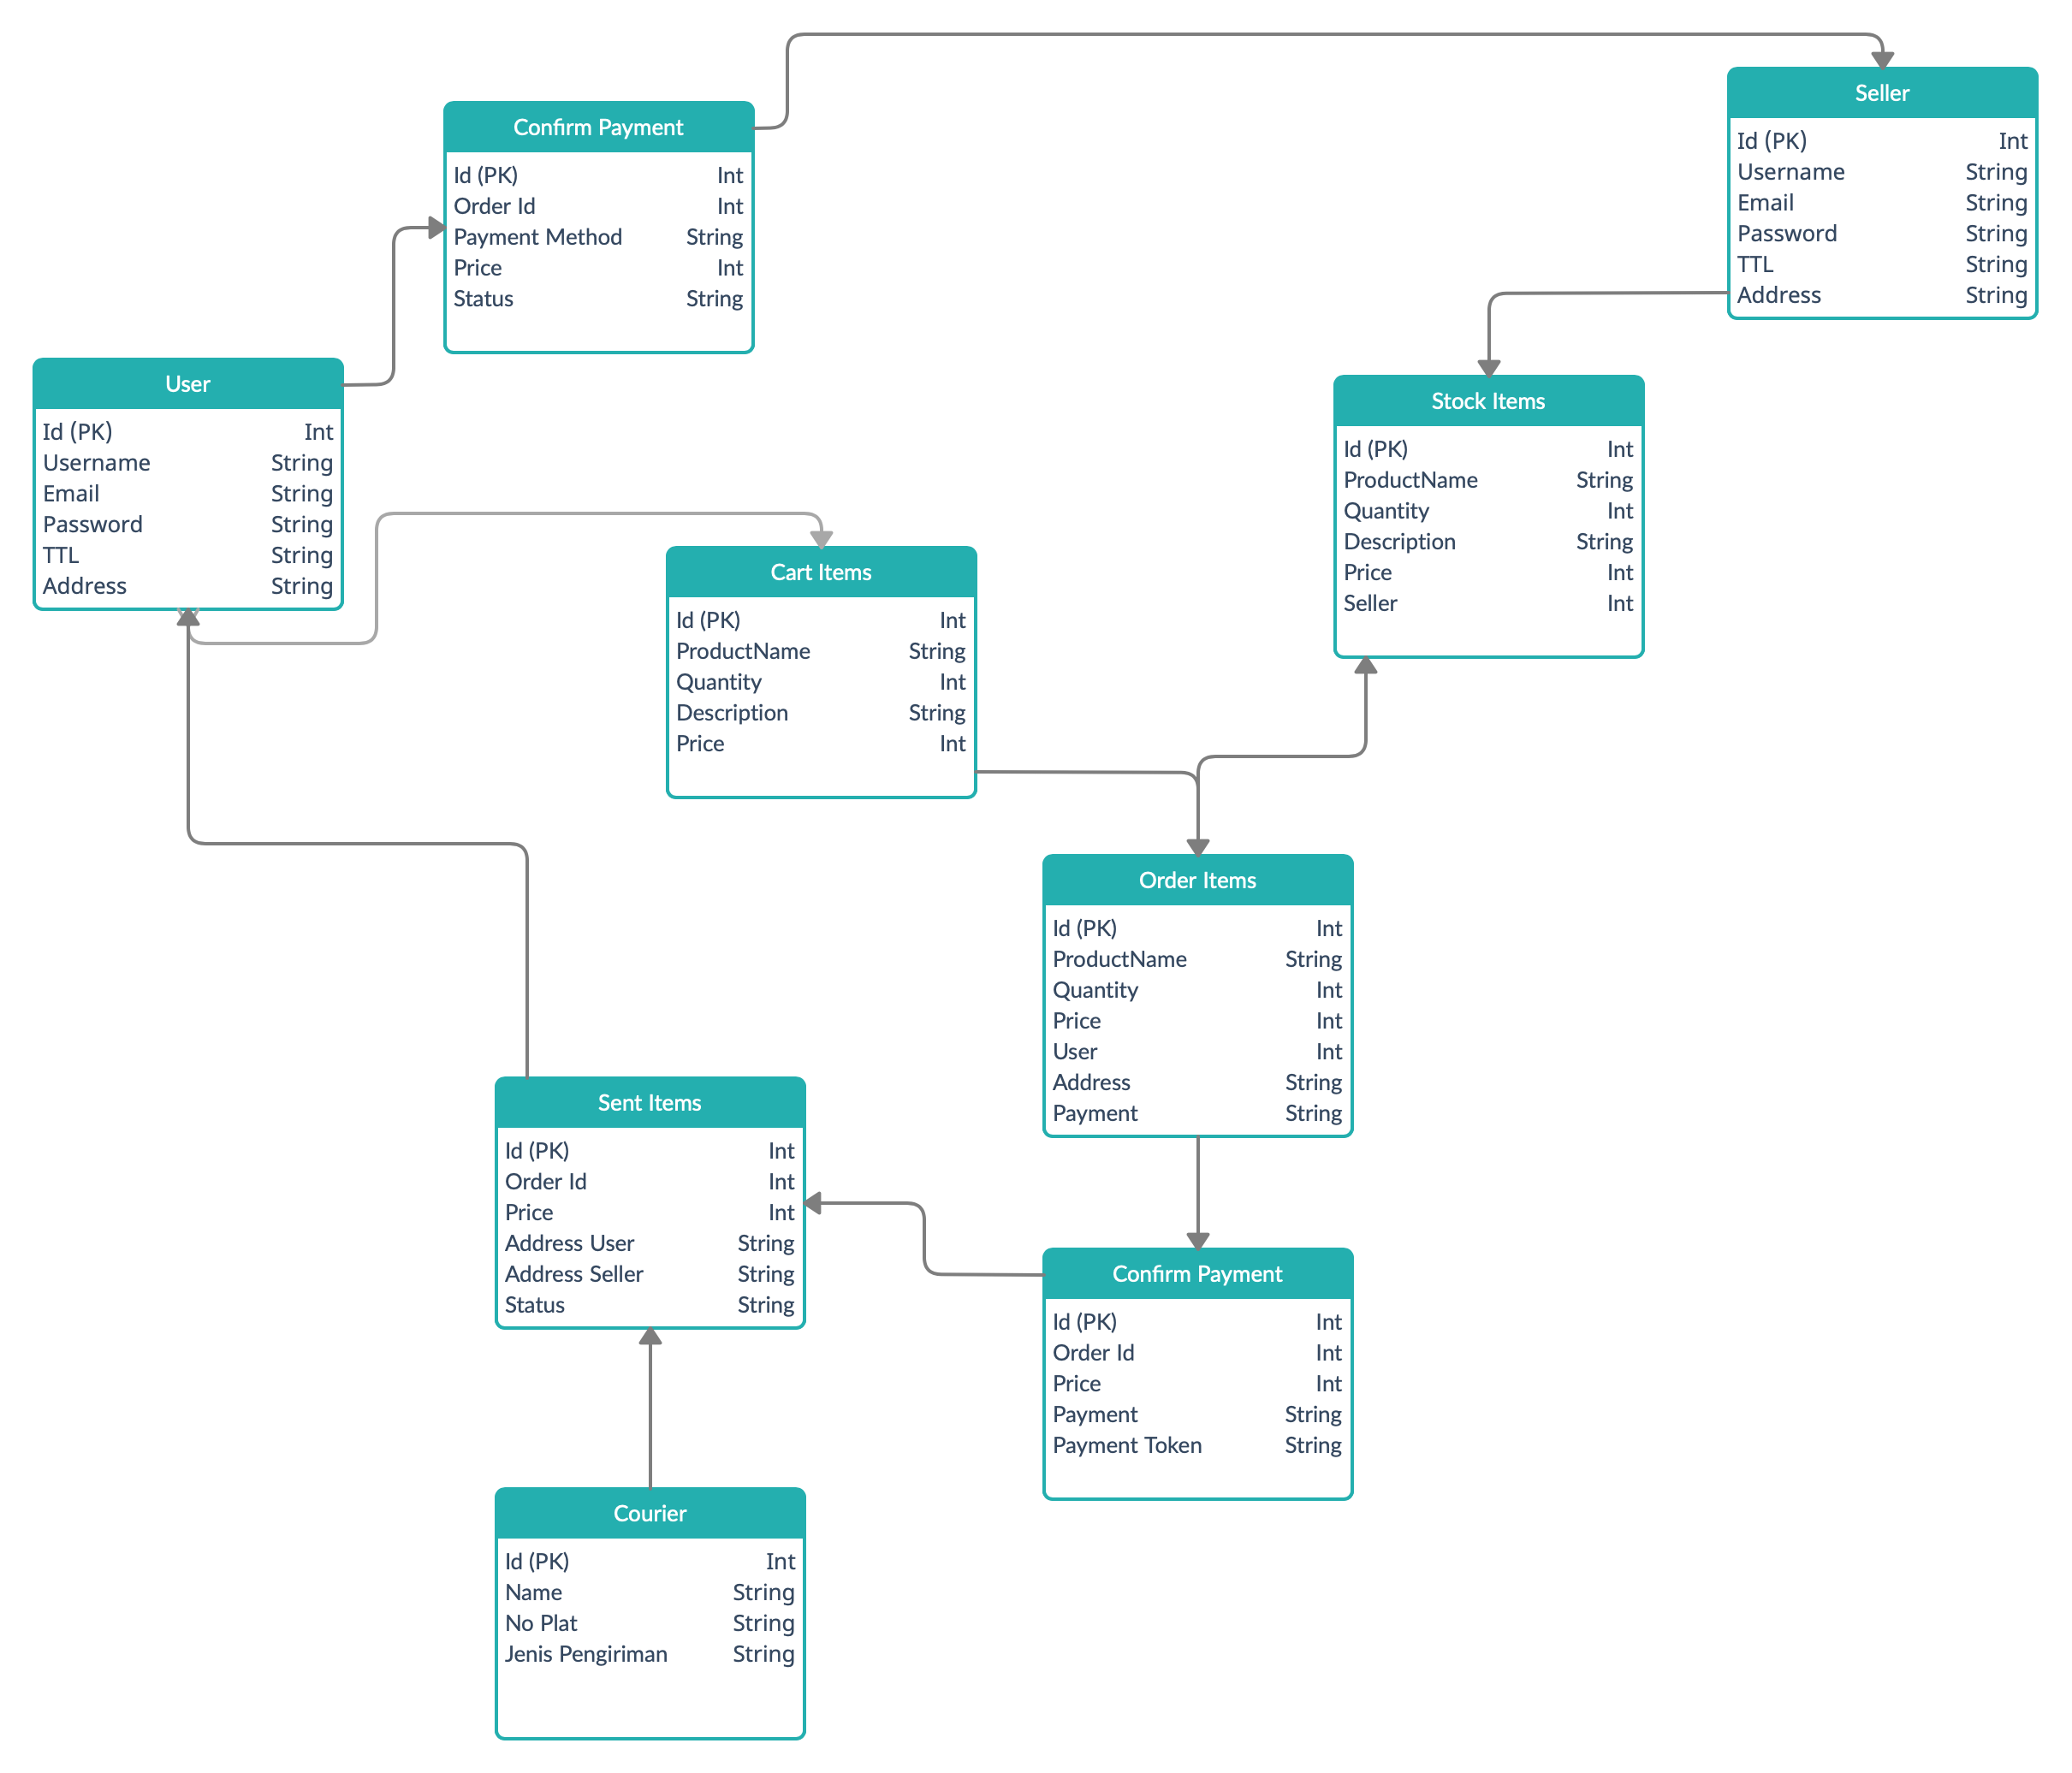 Seller
Id (PK) Int
Username String
Email String
Password String
TTL String
Address String
Confirm Payment
Id (PK) Int
Order Id Int
Payment Method String
Price Int
Status String
User
Id (PK) Int
Username String
Email String
Password String
TTL String
Address String
Stock Items
Id (PK) Int
ProductName String
Quantity Int
Description String
Price Int
Seller Int
Cart Items
Id (PK) Int
ProductName String
Quantity Int
Description String
Price Int
Order Items
Id (PK) Int
ProductName String
Quantity Int
Price Int
User Int
Address String
Payment String
Sent Items
Id (PK) Int
Order Id Int
Price Int
Address User String
Address Seller String
Status String
Confirm Payment
Id (PK) Int
Order Id Int
Price Int
Payment String
Payment Token String
Courier
Id (PK) Int
Name String
No Plat String
Jenis Pengiriman String